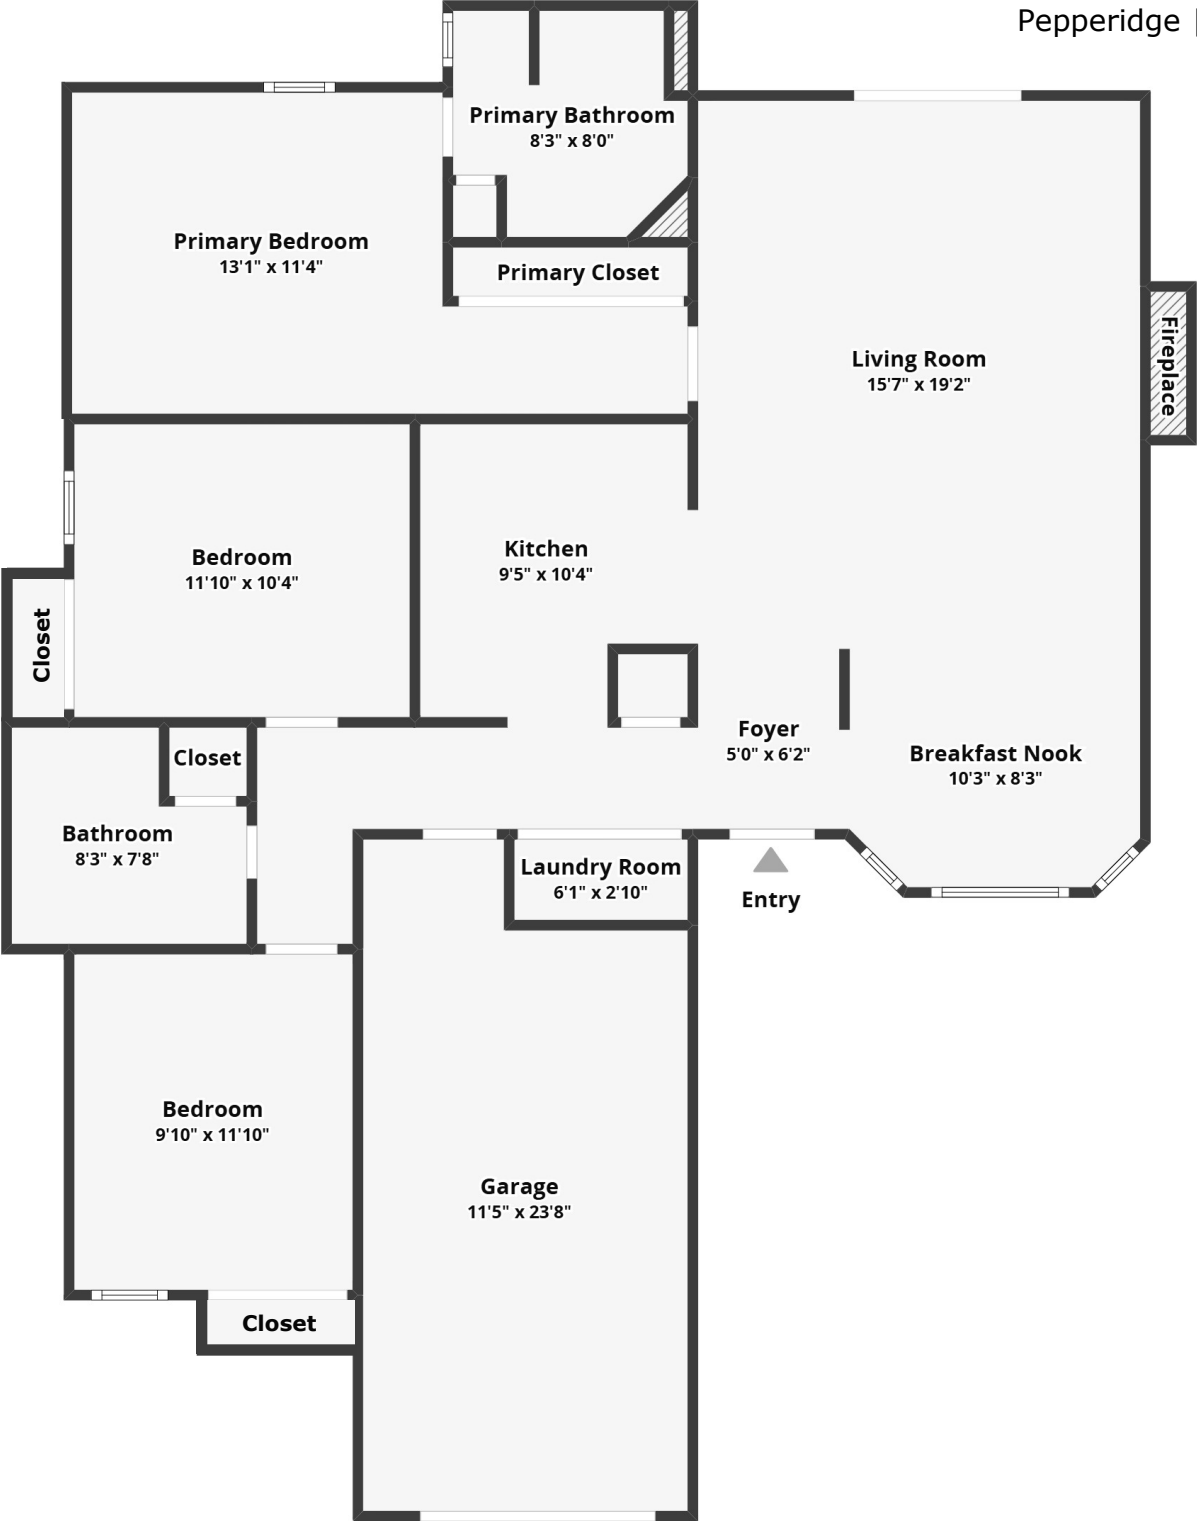 Pepperidge |
Primary Bathroom
8'3" x 8'0"
Primary Bedroom
13'1" x 11'4"
Primary Closet
Living Room
15'7" x 19'2"
Fireplace
Bedroom
11'10" x 10'4"
Kitchen
9'5" x 10'4"
Closet
Closet
Foyer
5'0" x 6'2"
Breakfast Nook
10'3" x 8'3"
Bathroom
8'3" x 7'8"
Laundry Room
6'1" x 2'10"
Entry
Bedroom
9'10" x 11'10"
Garage
11'5" x 23'8"
Closet